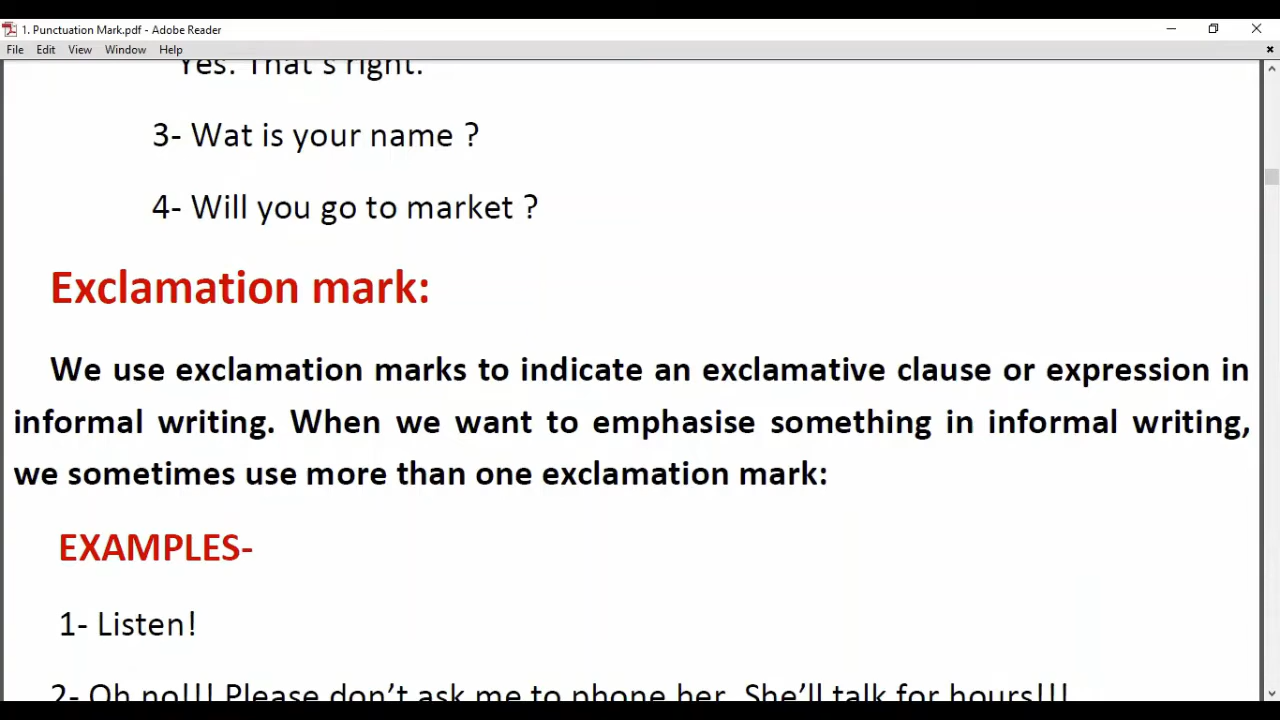 1. Punctuation Mark.pdf - Adobe Reader
File Edit View Window Help
Yes. That's right.
3- Wat is your name ?
4- Will you go to market ?
Exclamation mark:
We use exclamation marks to indicate an exclamative clause or expression in
informal writing. When we want to emphasise something in informal writing,
we sometimes use more than one exclamation mark:
EXAMPLES-
1- Listen!
2- Oh no!!! Please don't ask me to phone her. She'll talk for hours!!!